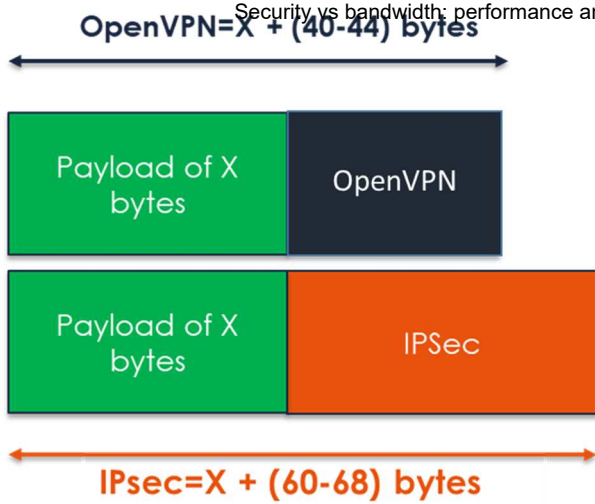 Security vs bandwidth: performance
OpenVPN=X + (40-44) bytes
Payload of X
bytes
OpenVPN
Payload of X
bytes
IPSec
IPsec=X + (60-68) bytes